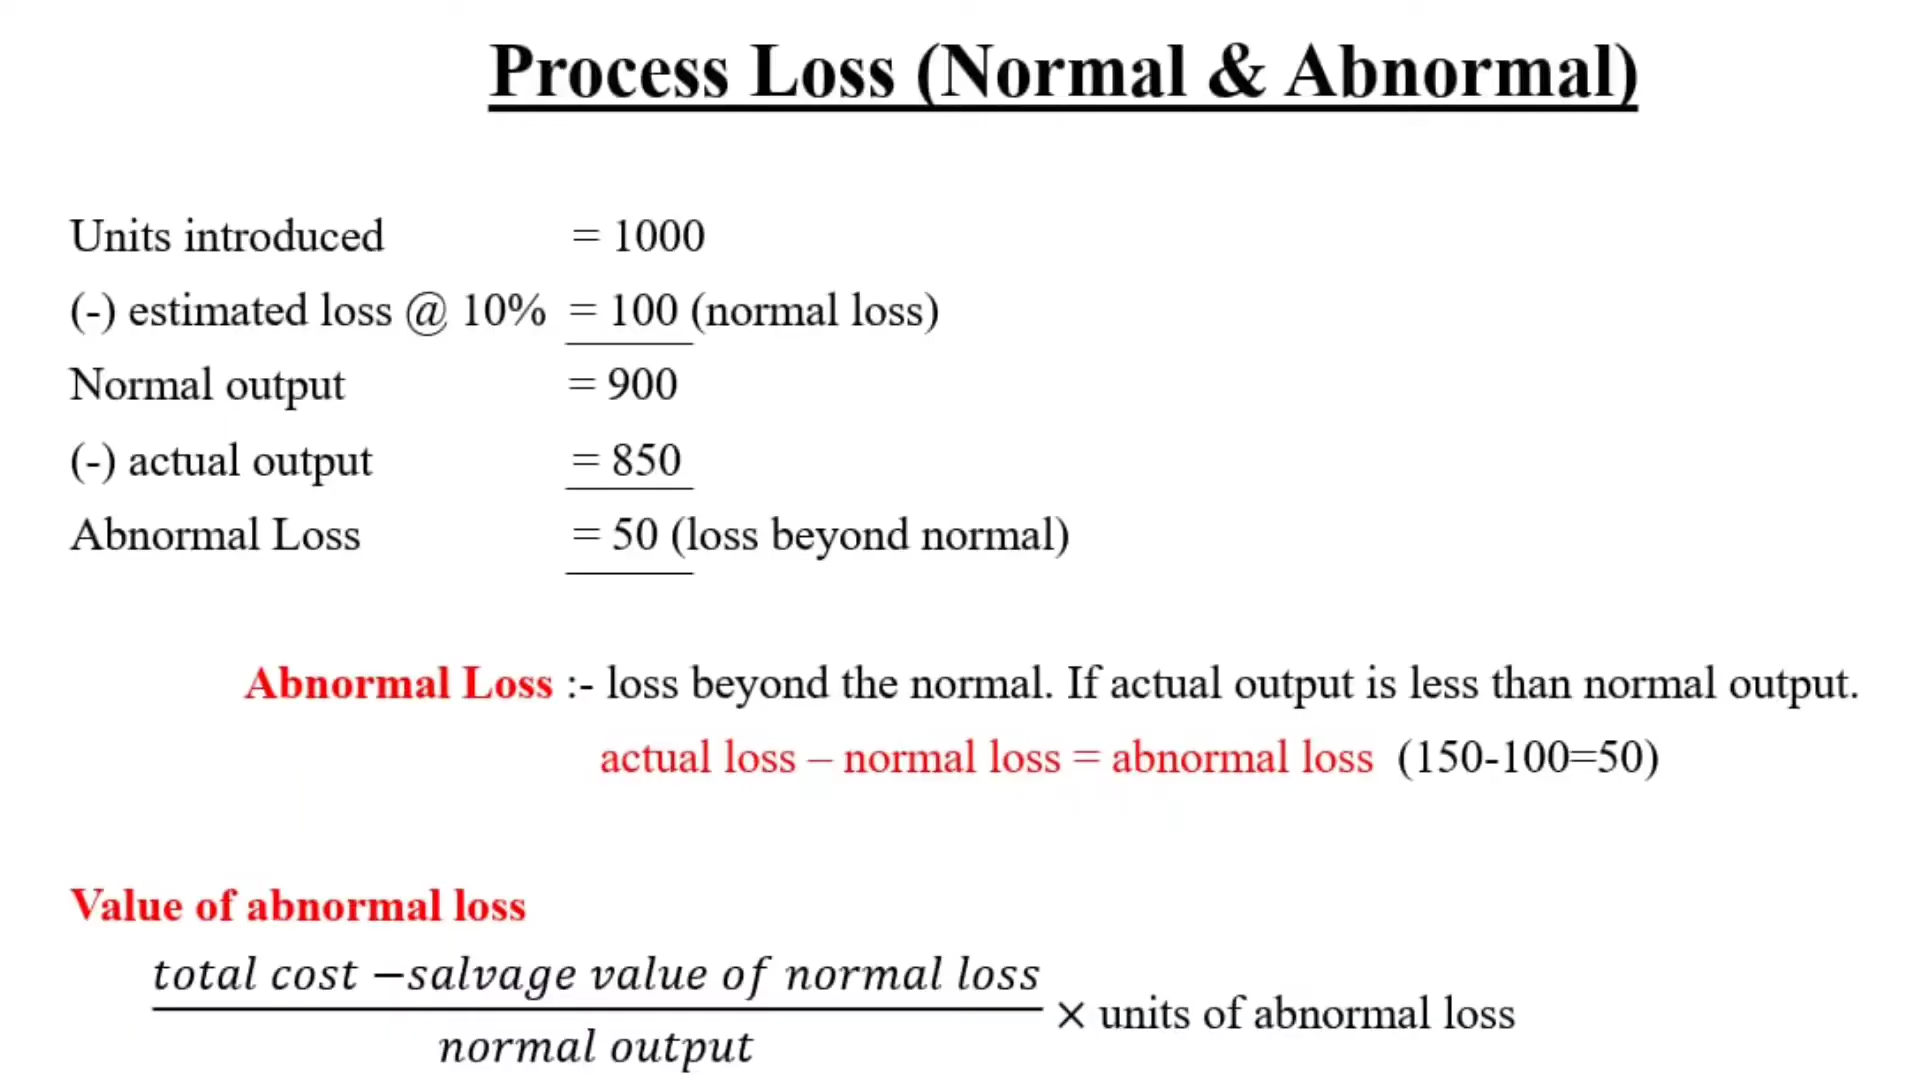 Process Loss (Normal & Abnormal)
Units introduced = 1000
(-) estimated loss @ 10% = 100 (normal loss)
Normal output = 900
(-) actual output = 850
Abnormal Loss = 50 (loss beyond normal)
Abnormal Loss :- loss beyond the normal. If actual output is less than normal output.
actual loss – normal loss = abnormal loss (150-100=50)
Value of abnormal loss
total cost −salvage value of normal loss
normal output
× units of abnormal loss